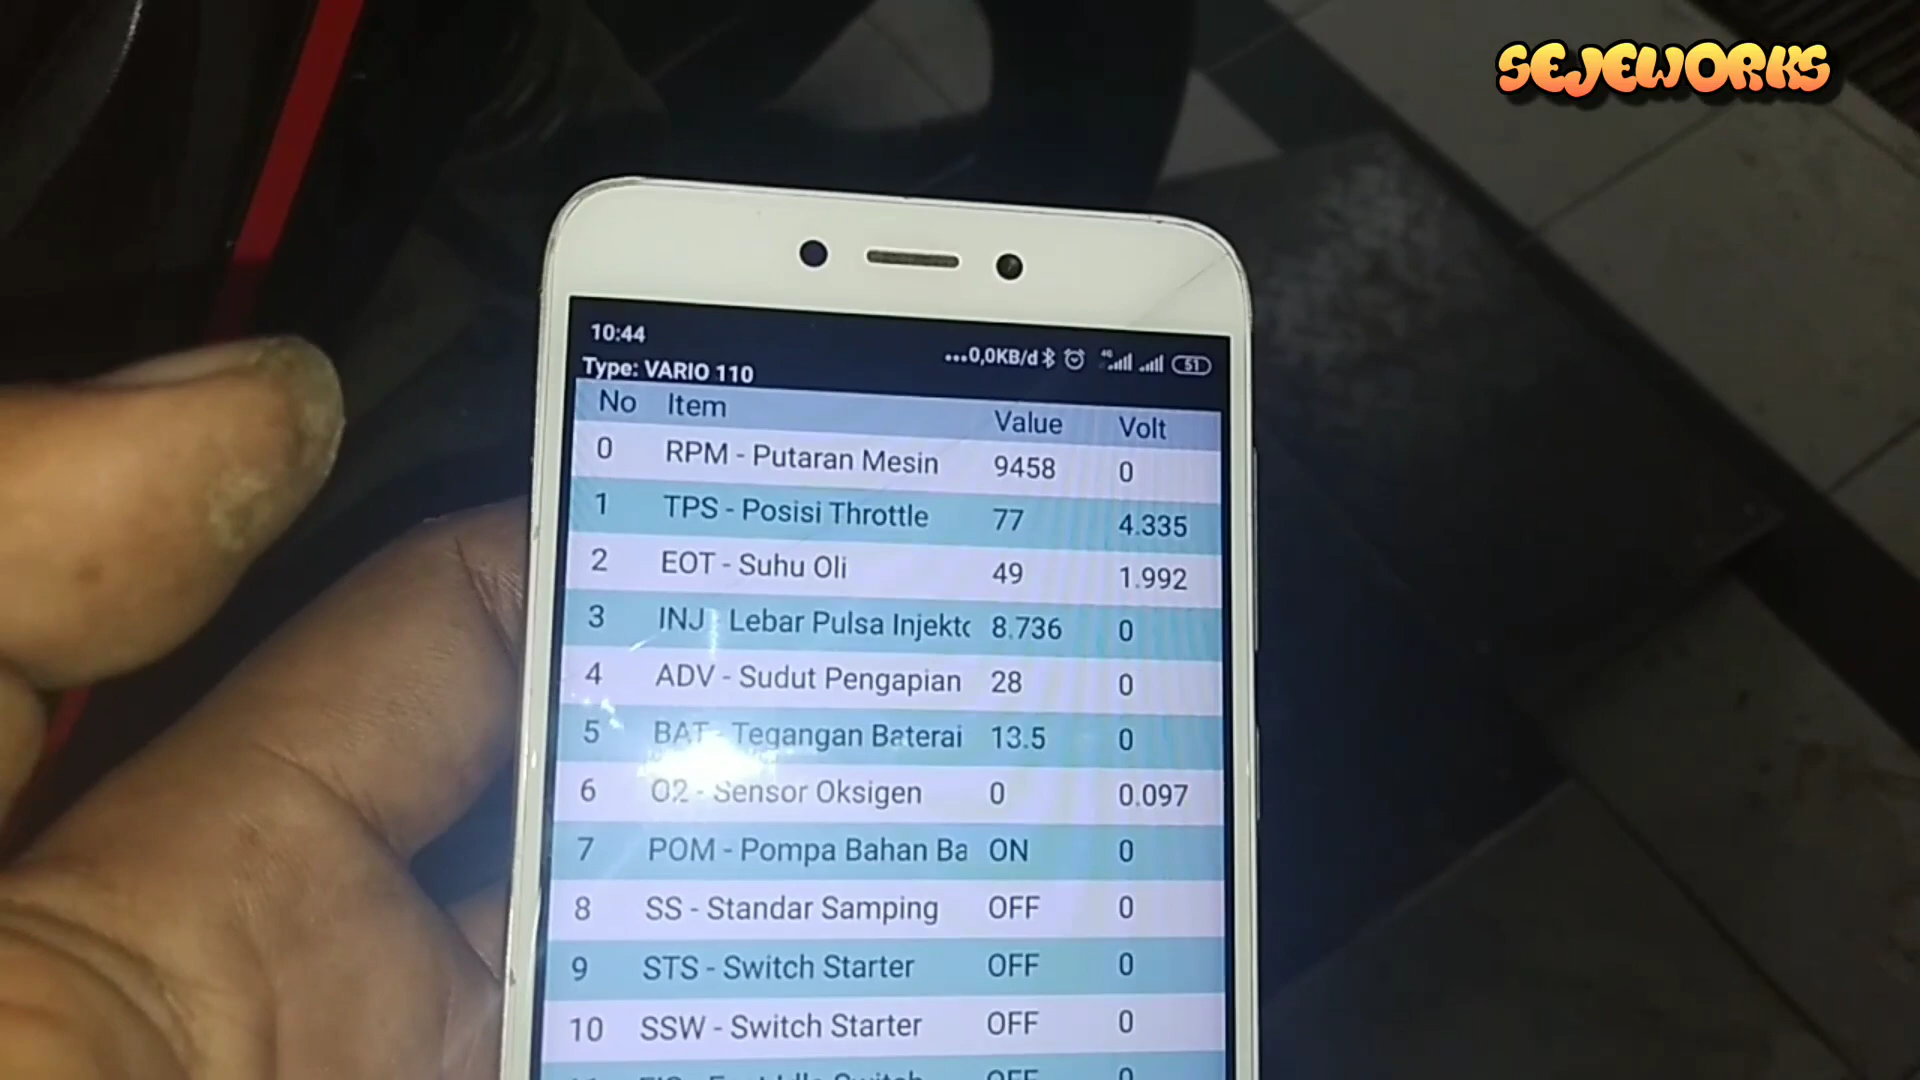 SEJEWORKS
10:44
...0,0KB/d 4G 51
Type: VARIO 110
No Item Value Volt
0 RPM - Putaran Mesin 9458 0
1 TPS - Posisi Throttle 77 4.335
2 EOT - Suhu Oli 49 1.992
3 INJ - Lebar Pulsa Injekto 8.736 0
4 ADV - Sudut Pengapian 28 0
5 BAT - Tegangan Baterai 13.5 0
6 O2 - Sensor Oksigen 0 0.097
7 POM - Pompa Bahan Ba ON 0
8 SS - Standar Samping OFF 0
9 STS - Switch Starter OFF 0
10 SSW - Switch Starter OFF 0
OFF 0